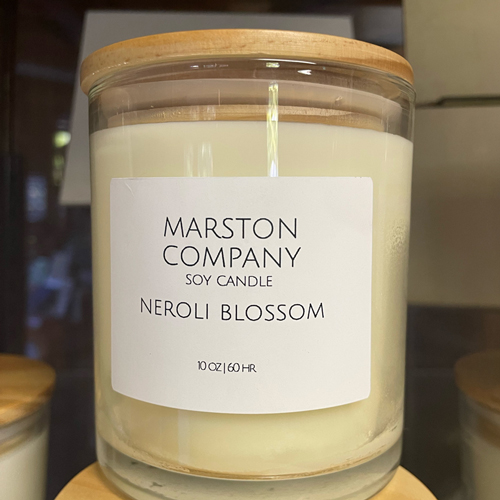 MARSTON
COMPANY
SOY CANDLE
NEROLI BLOSSOM
10 OZ | 60 HR